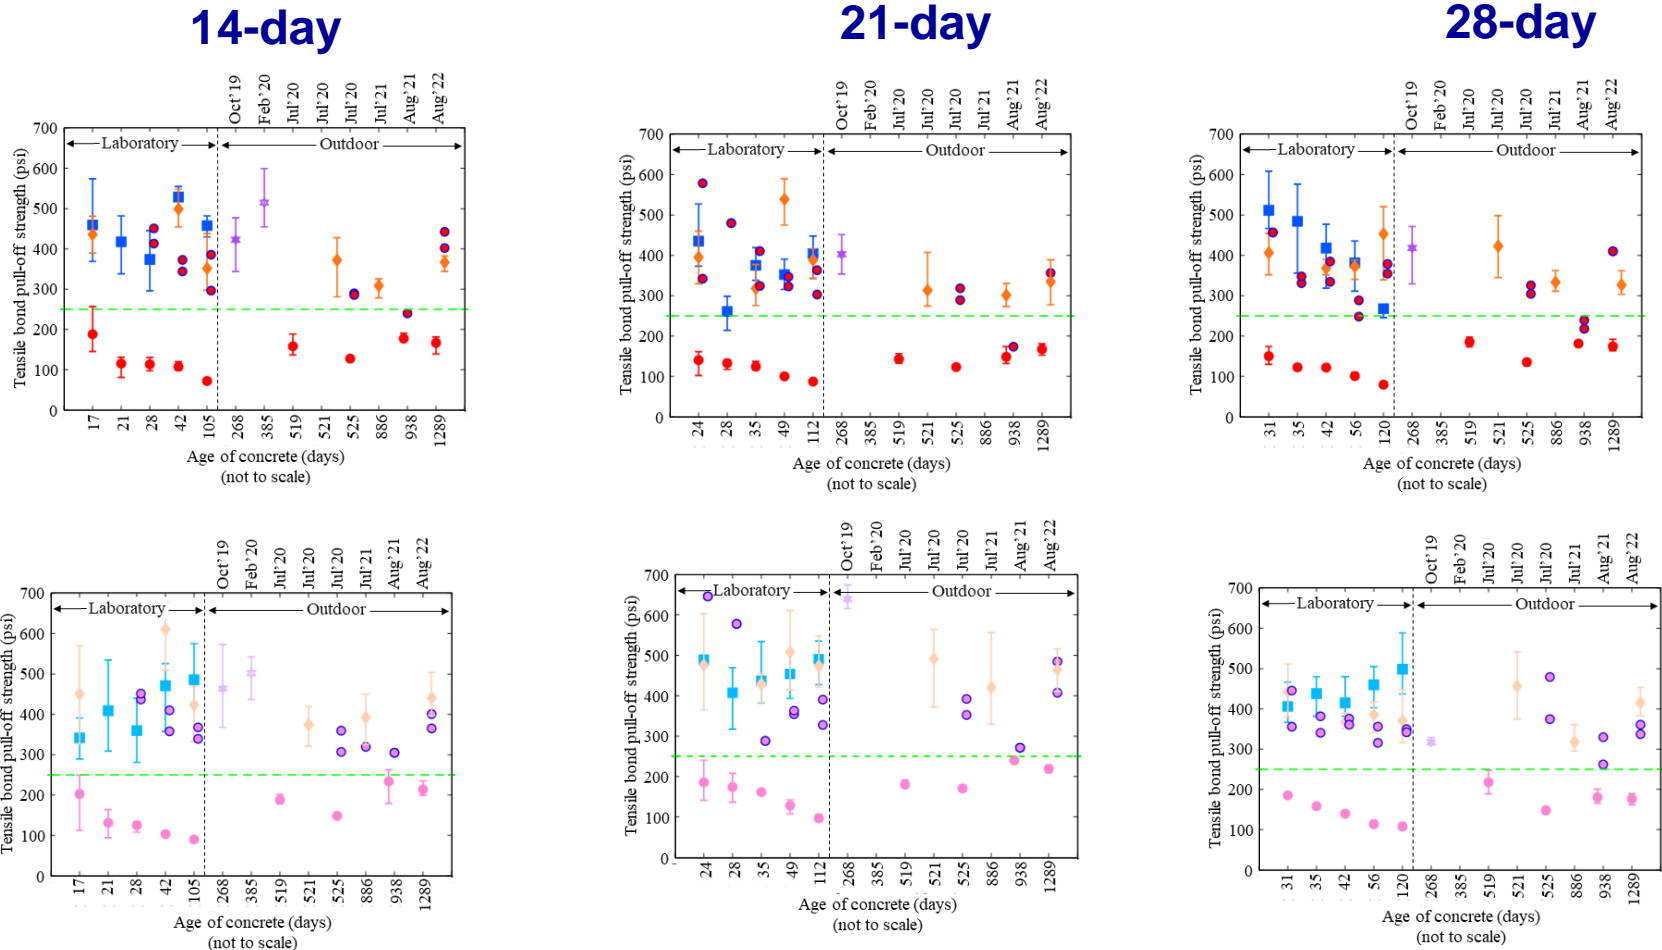 14-day
21-day
28-day
Oct'19
Feb'20
Jul'20
Jul'20
Jul'20
Jul'21
Aug'21
Aug'22
700
600
500
400
300
200
100
0
Laboratory
Outdoor
Tensile bond pull-off strength (psi)
17
21
28
42
105
268
385
519
521
525
886
938
1289
Age of concrete (days)
(not to scale)
Oct'19
Feb'20
Jul'20
Jul'20
Jul'20
Jul'21
Aug'21
Aug'22
700
600
500
400
300
200
100
0
Laboratory
Outdoor
Tensile bond pull-off strength (psi)
24
28
35
49
112
268
385
519
521
525
886
938
1289
Age of concrete (days)
(not to scale)
Oct'19
Feb'20
Jul'20
Jul'20
Jul'20
Jul'21
Aug'21
Aug'22
700
600
500
400
300
200
100
0
Laboratory
Outdoor
Tensile bond pull-off strength (psi)
31
35
42
56
120
268
385
519
521
525
886
938
1289
Age of concrete (days)
(not to scale)
Oct'19
Feb'20
Jul'20
Jul'20
Jul'20
Jul'21
Aug'21
Aug'22
700
600
500
400
300
200
100
0
Laboratory
Outdoor
Tensile bond pull-off strength (psi)
17
21
28
42
105
268
385
519
521
525
886
938
1289
Age of concrete (days)
(not to scale)
Oct'19
Feb'20
Jul'20
Jul'20
Jul'20
Jul'21
Aug'21
Aug'22
700
600
500
400
300
200
100
0
Laboratory
Outdoor
Tensile bond pull-off strength (psi)
24
28
35
49
112
268
385
519
521
525
886
938
1289
Age of concrete (days)
(not to scale)
Oct'19
Feb'20
Jul'20
Jul'20
Jul'20
Jul'21
Aug'21
Aug'22
700
600
500
400
300
200
100
0
Laboratory
Outdoor
Tensile bond pull-off strength (psi)
31
35
42
56
120
268
385
519
521
525
886
938
1289
Age of concrete (days)
(not to scale)